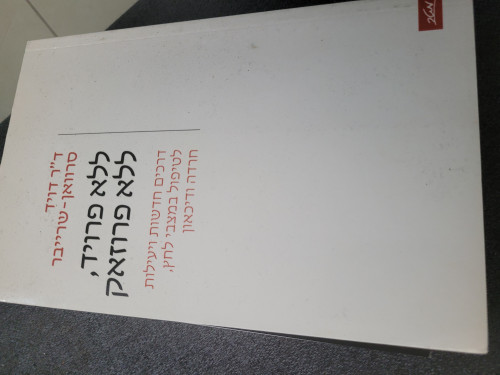 ד"ר דויד
סרוואן-שרייבר
ללא פרויד,
ללא פרוזאק
דרכים חדשות ויעילות
לטיפול במצבי לחץ,
חרדה ודיכאון